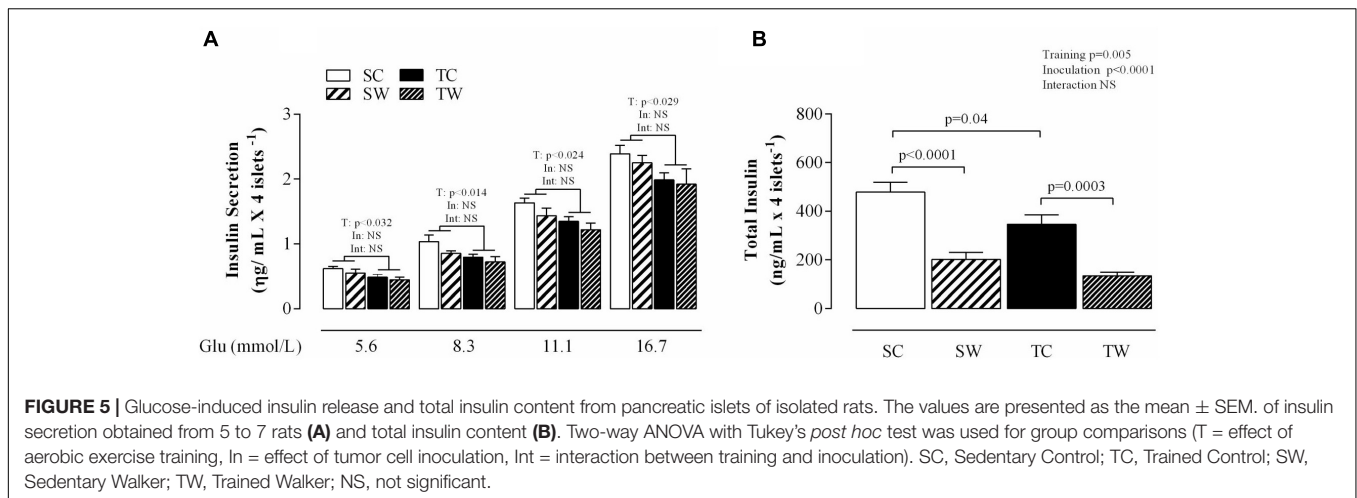 A
SC TC
SW TW
Insulin Secretion
(ηg/ mL X 4 islets⁻¹)
3
2
1
0
T: p<0.032
In: NS
Int: NS
T: p<0.014
In: NS
Int: NS
T: p<0.024
In: NS
Int: NS
T: p<0.029
In: NS
Int: NS
Glu (mmol/L) 5.6 8.3 11.1 16.7
B
Training p=0.005
Inoculation p<0.0001
Interaction NS
Total Insulin
(ng/mL x 4 islets⁻¹)
800
600
400
200
0
p=0.04
p<0.0001
p=0.0003
SC SW TC TW
FIGURE 5 | Glucose-induced insulin release and total insulin content from pancreatic islets of isolated rats. The values are presented as the mean ± SEM. of insulin
secretion obtained from 5 to 7 rats (A) and total insulin content (B). Two-way ANOVA with Tukey's post hoc test was used for group comparisons (T = effect of
aerobic exercise training, In = effect of tumor cell inoculation, Int = interaction between training and inoculation). SC, Sedentary Control; TC, Trained Control; SW,
Sedentary Walker; TW, Trained Walker; NS, not significant.